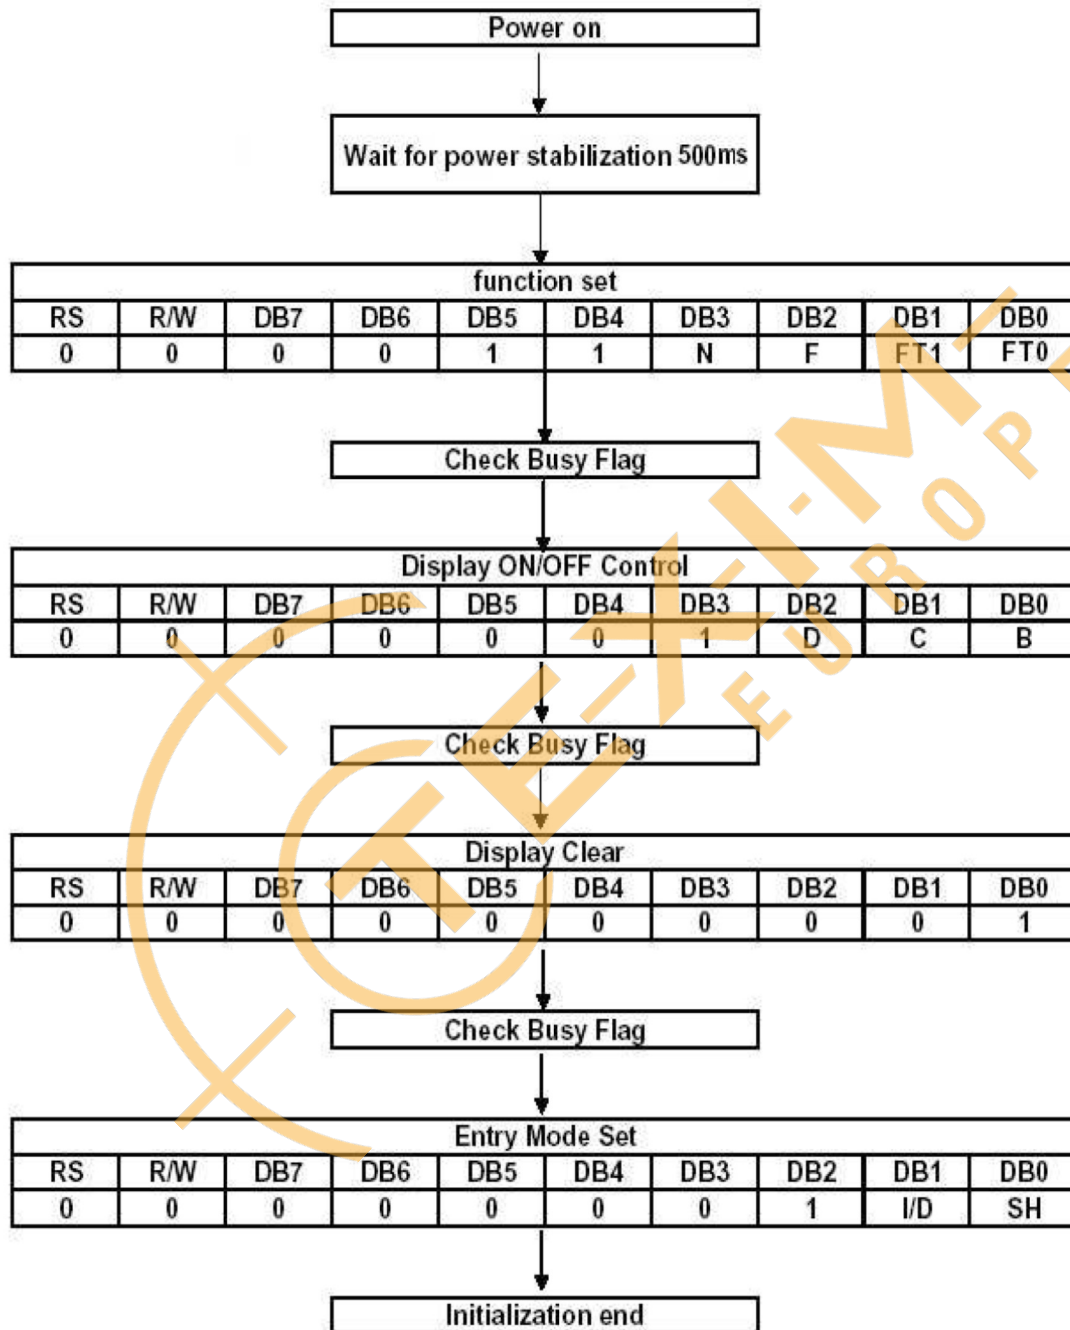 Power on
Wait for power stabilization 500ms
function set
RS R/W DB7 DB6 DB5 DB4 DB3 DB2 DB1 DB0
0 0 0 0 1 1 N F FT1 FT0
Check Busy Flag
Display ON/OFF Control
RS R/W DB7 DB6 DB5 DB4 DB3 DB2 DB1 DB0
0 0 0 0 0 0 1 D C B
Check Busy Flag
Display Clear
RS R/W DB7 DB6 DB5 DB4 DB3 DB2 DB1 DB0
0 0 0 0 0 0 0 0 0 1
Check Busy Flag
Entry Mode Set
RS R/W DB7 DB6 DB5 DB4 DB3 DB2 DB1 DB0
0 0 0 0 0 0 0 1 I/D SH
Initialization end
TE-X-I-M-
EUROP